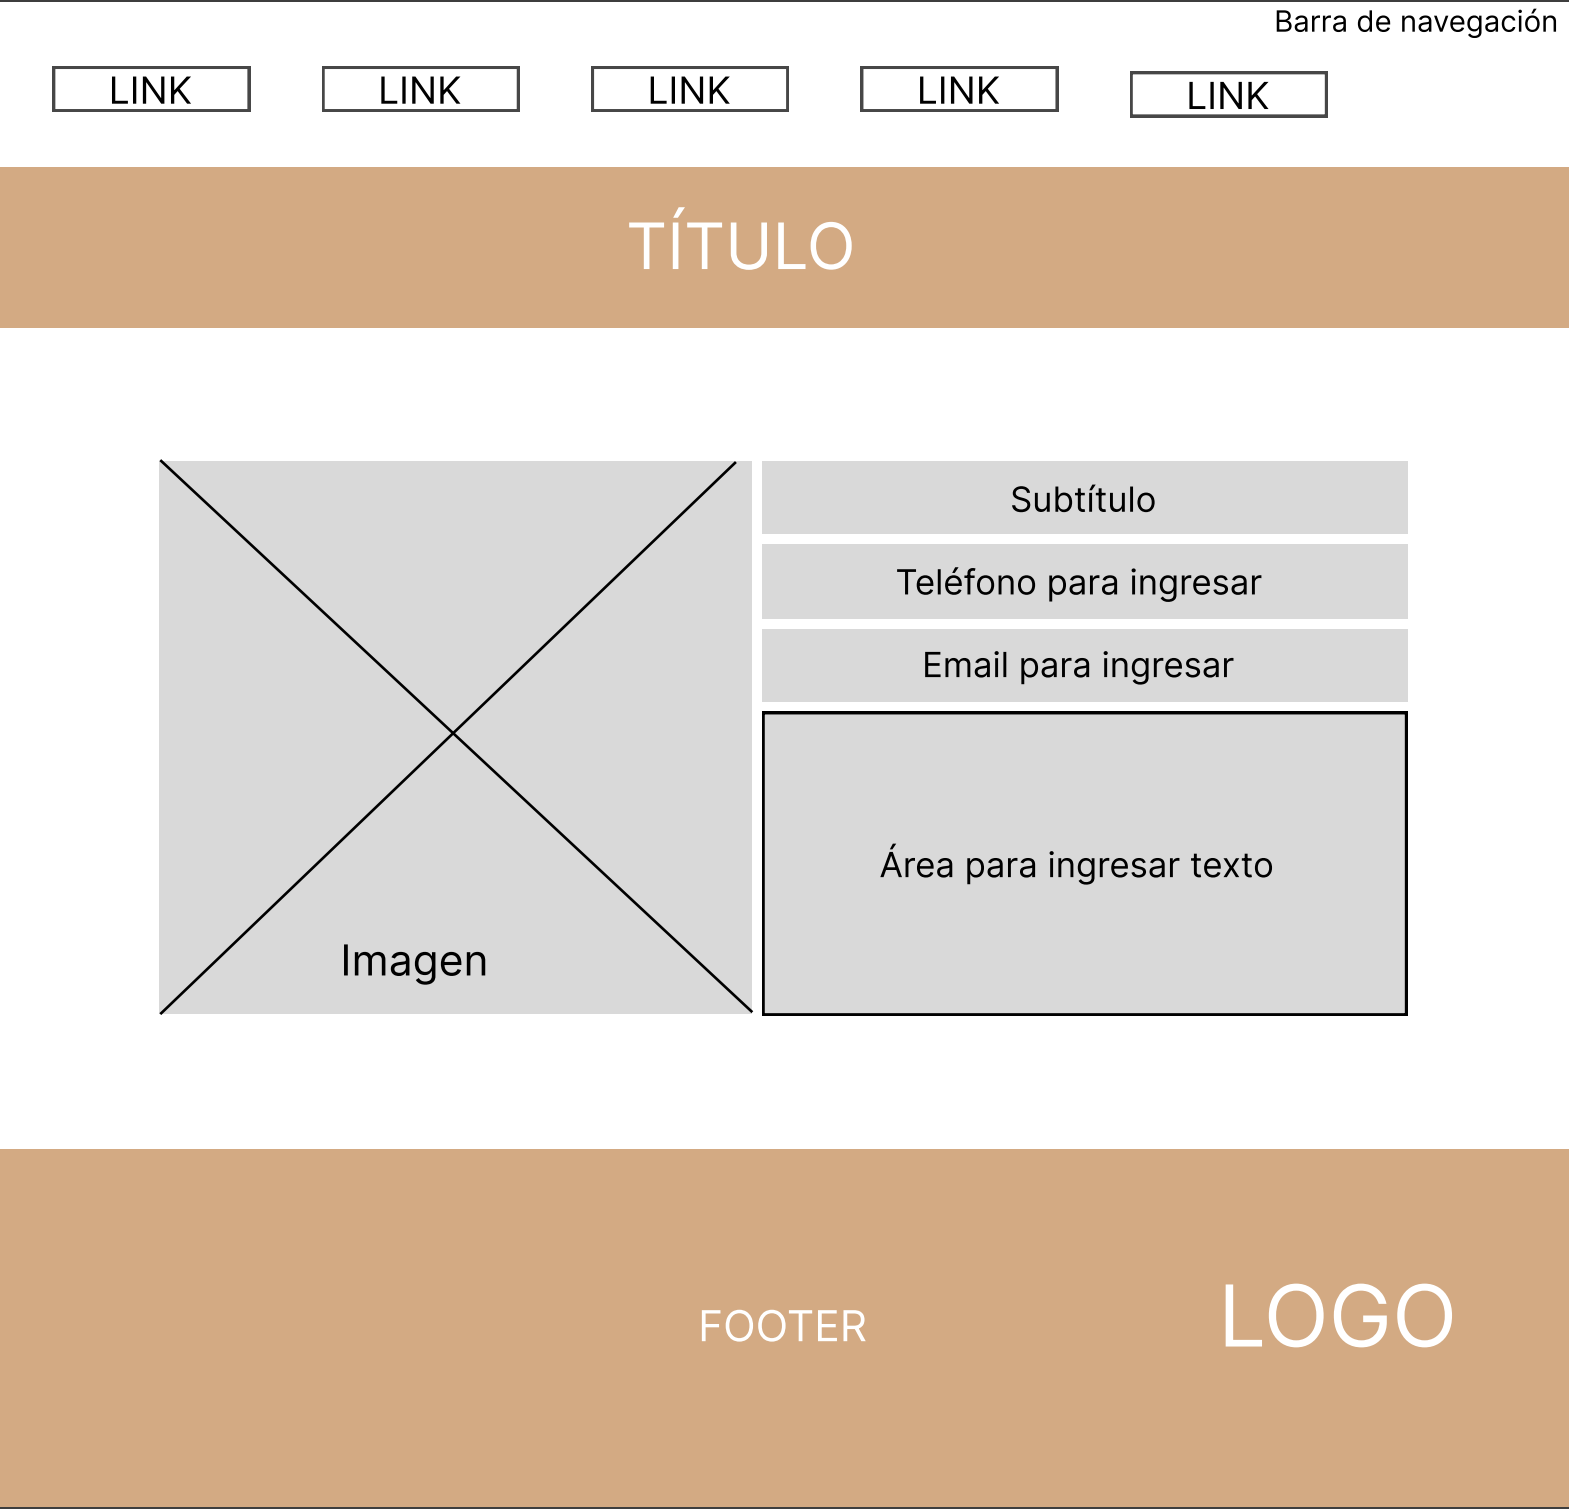 Barra de navegación
LINK
LINK
LINK
LINK
LINK
TÍTULO
Subtítulo
Teléfono para ingresar
Email para ingresar
Área para ingresar texto
Imagen
FOOTER
LOGO